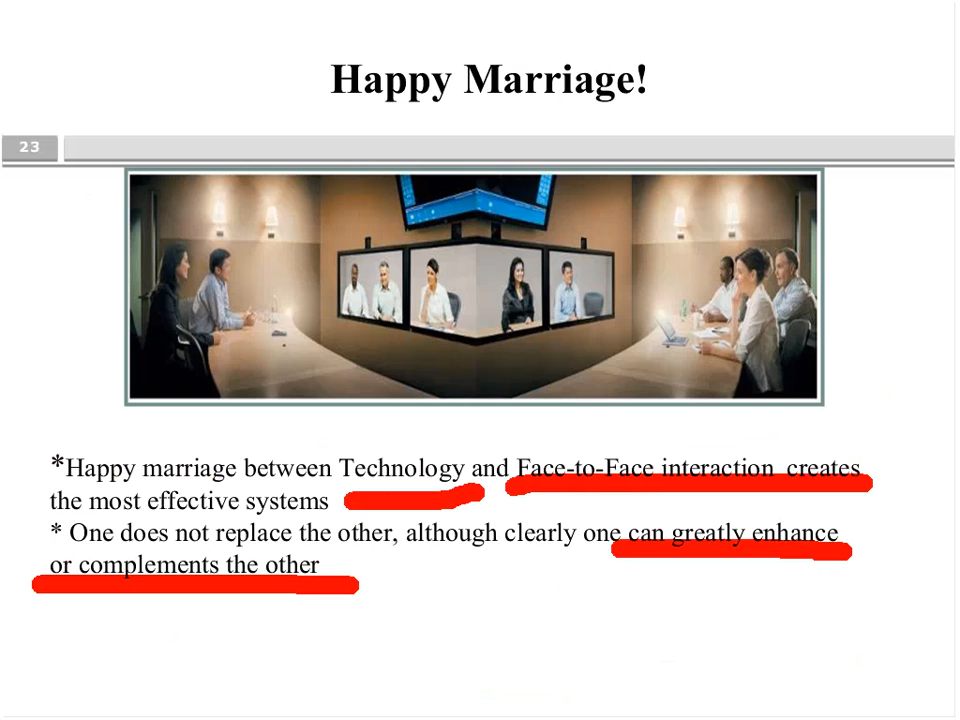 Happy Marriage!
23
*Happy marriage between Technology and Face-to-Face interaction creates
the most effective systems
* One does not replace the other, although clearly one can greatly enhance
or complements the other